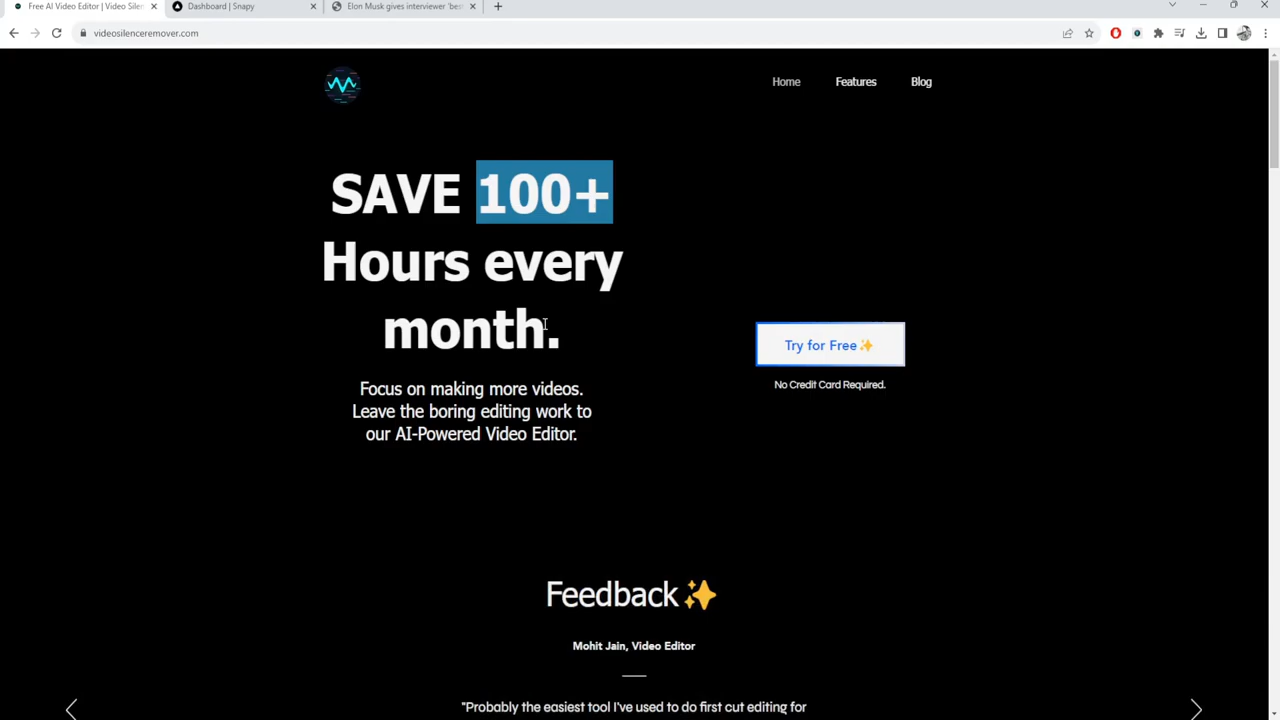 Free AI Video Editor | Video Silen
Dashboard | Snapy
Elon Musk gives interviewer 'bes
videosilenceremover.com
Home
Features
Blog
SAVE 100+
Hours every
month.
Focus on making more videos.
Leave the boring editing work to
our AI-Powered Video Editor.
Try for Free✨
No Credit Card Required.
Feedback✨
Mohit Jain, Video Editor
"Probably the easiest tool I've used to do first cut editing for